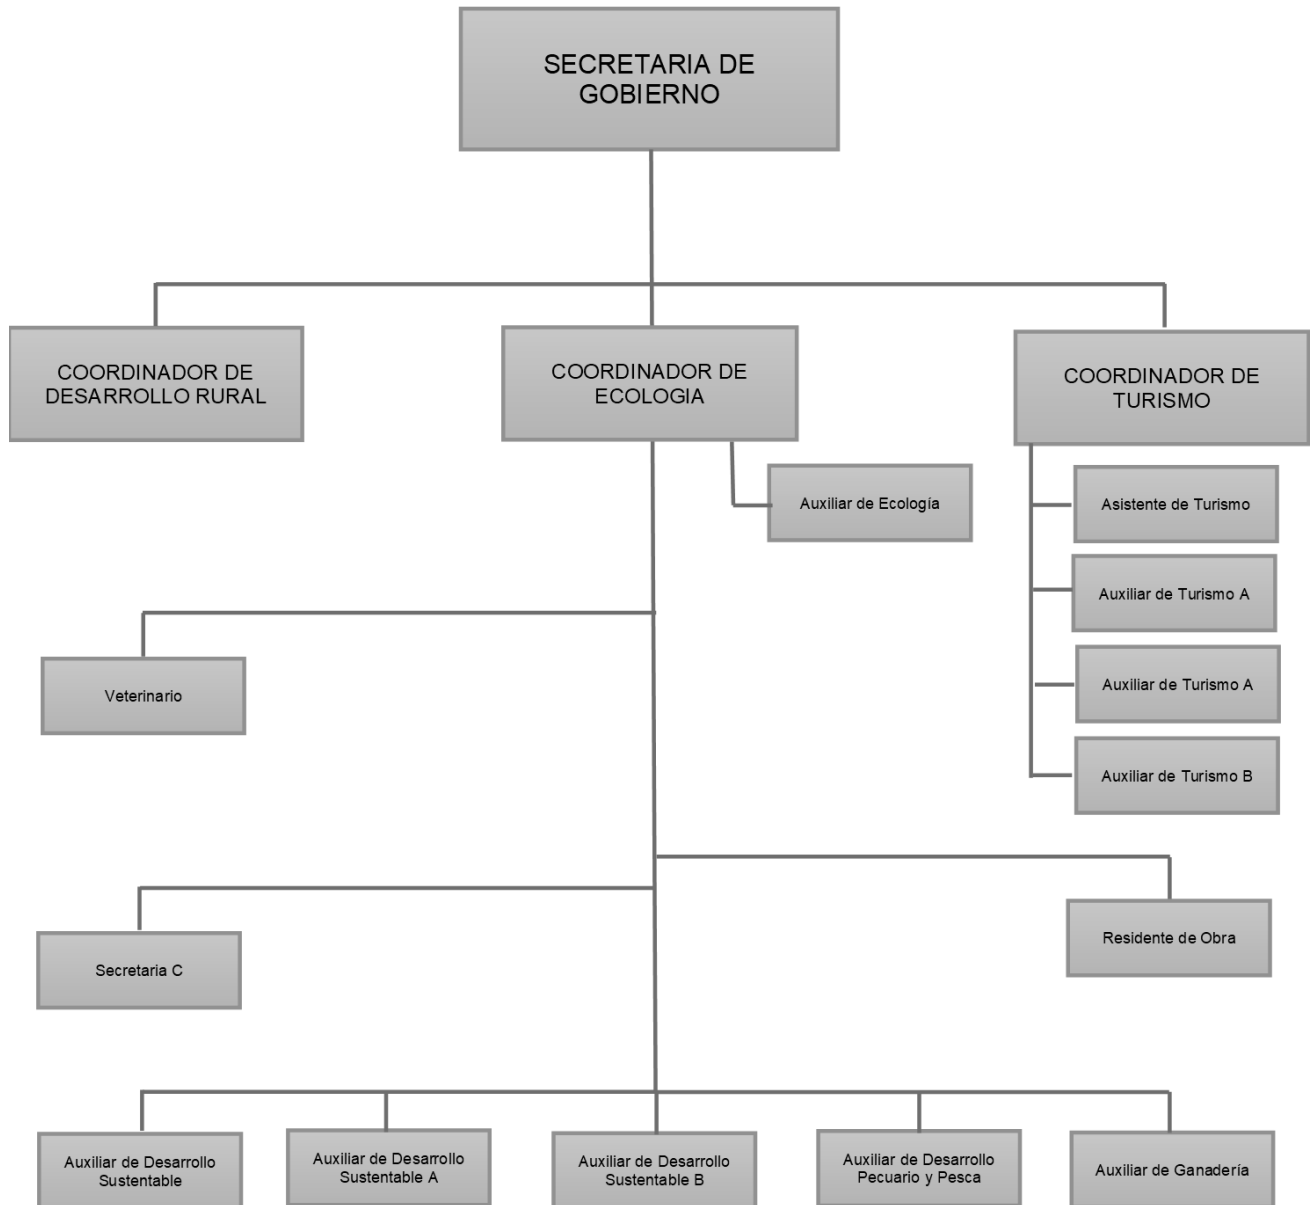 SECRETARIA DE
GOBIERNO
COORDINADOR DE
DESARROLLO RURAL
COORDINADOR DE
ECOLOGIA
COORDINADOR DE
TURISMO
Auxiliar de Ecología
Asistente de Turismo
Auxiliar de Turismo A
Auxiliar de Turismo A
Auxiliar de Turismo B
Veterinario
Secretaria C
Residente de Obra
Auxiliar de Desarrollo
Sustentable
Auxiliar de Desarrollo
Sustentable A
Auxiliar de Desarrollo
Sustentable B
Auxiliar de Desarrollo
Pecuario y Pesca
Auxiliar de Ganadería